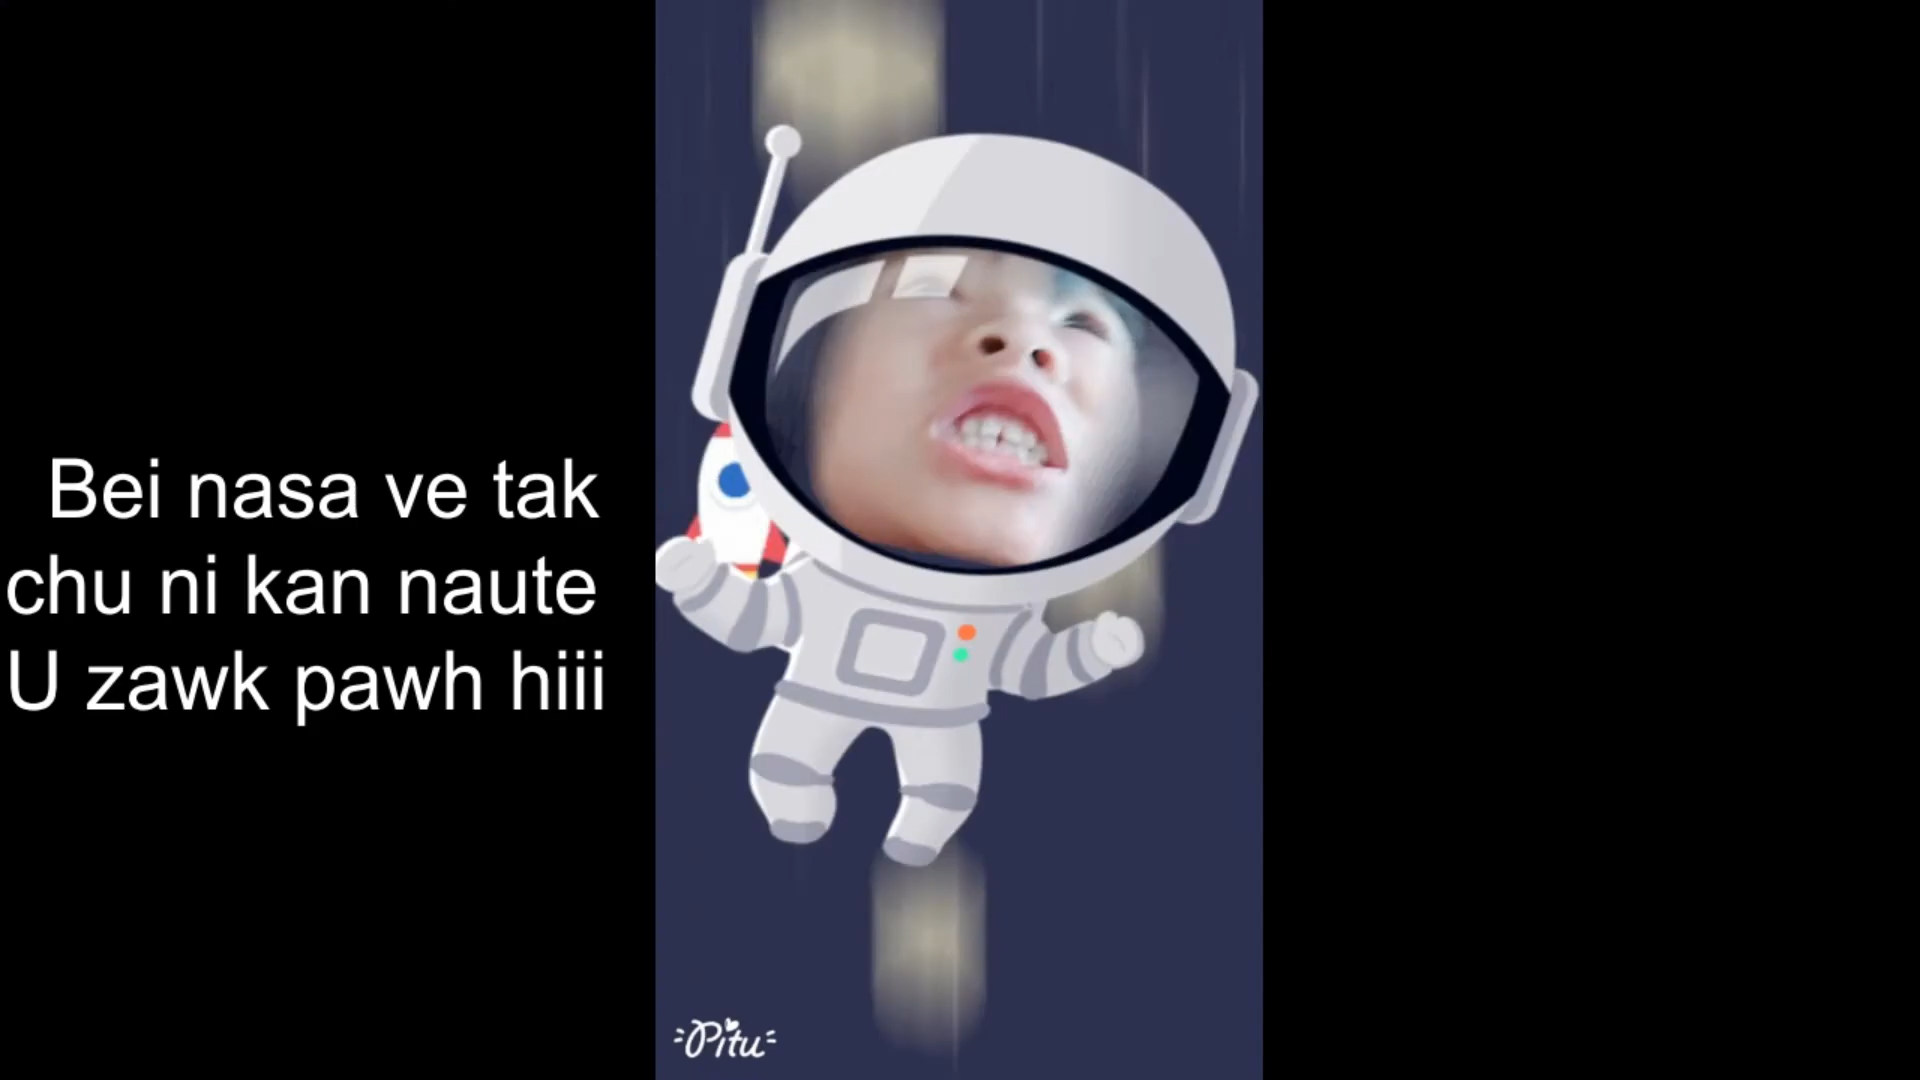 Bei nasa ve tak
chu ni kan naute
U zawk pawh hiii
Pitu